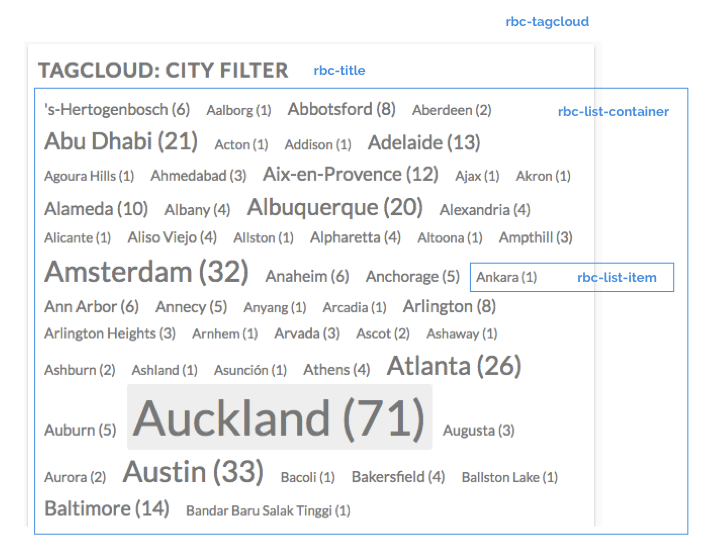 rbc-tagcloud
TAGCLOUD: CITY FILTER rbc-title
's-Hertogenbosch (6) Aalborg (1) Abbotsford (8) Aberdeen (2) rbc-list-container
Abu Dhabi (21) Acton (1) Addison (1) Adelaide (13)
Agoura Hills (1) Ahmedabad (3) Aix-en-Provence (12) Ajax (1) Akron (1)
Alameda (10) Albany (4) Albuquerque (20) Alexandria (4)
Alicante (1) Aliso Viejo (4) Allston (1) Alpharetta (4) Altoona (1) Ampthill (3)
Amsterdam (32) Anaheim (6) Anchorage (5) Ankara (1) rbc-list-item
Ann Arbor (6) Annecy (5) Anyang (1) Arcadia (1) Arlington (8)
Arlington Heights (3) Arnhem (1) Arvada (3) Ascot (2) Ashaway (1)
Ashburn (2) Ashland (1) Asunción (1) Athens (4) Atlanta (26)
Auburn (5) Auckland (71) Augusta (3)
Aurora (2) Austin (33) Bacoli (1) Bakersfield (4) Ballston Lake (1)
Baltimore (14) Bandar Baru Salak Tinggi (1)